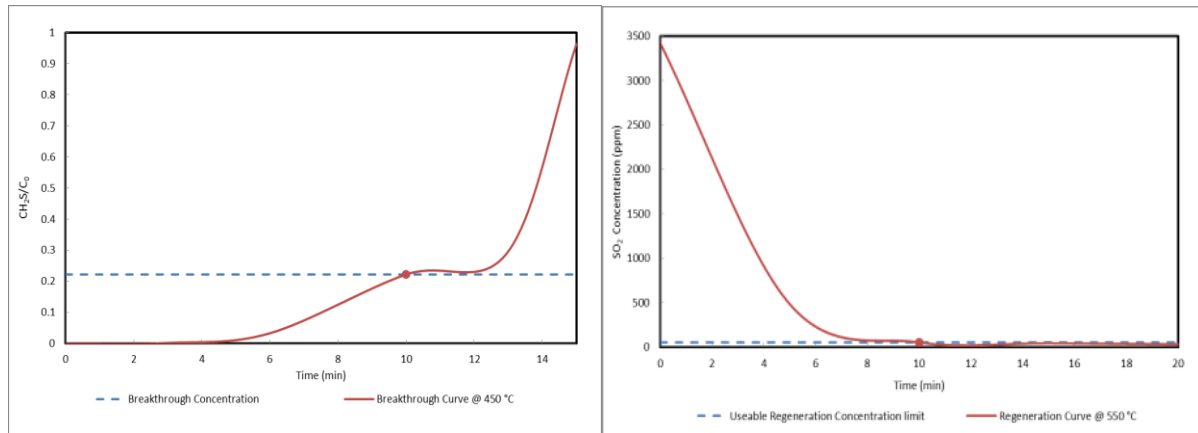 1
0.9
0.8
0.7
0.6
0.5
0.4
0.3
0.2
0.1
0
CH₂S/C₀
0 2 4 6 8 10 12 14
Time (min)
Breakthrough Concentration
Breakthrough Curve @ 450 °C
3500
3000
2500
2000
1500
1000
500
0
SO₂ Concentration (ppm)
0 2 4 6 8 10 12 14 16 18 20
Time (min)
Useable Regeneration Concentration limit
Regeneration Curve @ 550 °C